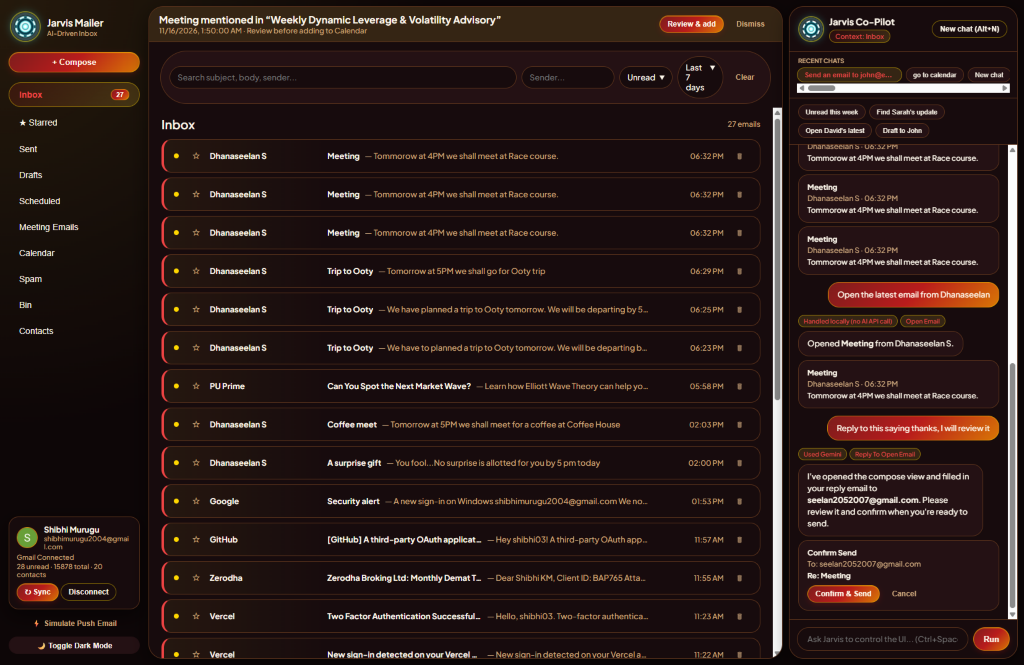 Jarvis Mailer
AI-Driven Inbox
+ Compose
Inbox 27
★ Starred
Sent
Drafts
Scheduled
Meeting Emails
Calendar
Spam
Bin
Contacts
S
Shibhi Murugu
shibhimurugu2004@gmai
l.com
Gmail Connected
28 unread · 15878 total · 20
contacts
↻ Sync Disconnect
Simulate Push Email
Toggle Dark Mode
Meeting mentioned in “Weekly Dynamic Leverage & Volatility Advisory”
11/16/2026, 1:50:00 AM · Review before adding to Calendar
Review & add Dismiss
Search subject, body, sender... Sender... Unread ▼ Last
7
days ▼ Clear
Inbox 27 emails
☆ Dhanaseelan S Meeting — Tommorow at 4PM we shall meet at Race course. 06:32 PM
☆ Dhanaseelan S Meeting — Tommorow at 4PM we shall meet at Race course. 06:32 PM
☆ Dhanaseelan S Meeting — Tommorow at 4PM we shall meet at Race course. 06:32 PM
☆ Dhanaseelan S Trip to Ooty — Tomorrow at 5PM we shall go for Ooty trip 06:29 PM
☆ Dhanaseelan S Trip to Ooty — We have planned a trip to Ooty tomorrow. We will be departing by 5... 06:25 PM
☆ Dhanaseelan S Trip to Ooty — We have to planned a trip to Ooty tomorrow. We will be departing b... 06:23 PM
☆ PU Prime Can You Spot the Next Market Wave? — Learn how Elliott Wave Theory can help yo... 05:58 PM
☆ Dhanaseelan S Coffee meet — Tomorrow at 5PM we shall meet for a coffee at Coffee House 02:03 PM
☆ Dhanaseelan S A surprise gift — You fool...No surprise is allotted for you by 5 pm today 02:00 PM
☆ Google Security alert — A new sign-in on Windows shibhimurugu2004@gmail.com We no... 01:53 PM
☆ GitHub [GitHub] A third-party OAuth applicat... — Hey shibhi03! A third-party OAuth app... 11:57 AM
☆ Zerodha Zerodha Broking Ltd: Monthly Demat T... — Dear Shibhi KM, Client ID: BAP765 Atta... 11:55 AM
☆ Vercel Two Factor Authentication Successful... — Hello, shibhi03. Two-factor authentica... 11:23 AM
☆ Vercel New sign-in detected on your Vercel ... — New sign-in detected on your Vercel a... 11:22 AM
Jarvis Co-Pilot
Context: Inbox
New chat (Alt+N)
RECENT CHATS
Send an email to john@e... go to calendar New chat
Unread this week Find Sarah's update
Open David's latest Draft to John
Dhanaseelan S · 06:32 PM
Tommorow at 4PM we shall meet at Race course.
Meeting
Dhanaseelan S · 06:32 PM
Tommorow at 4PM we shall meet at Race course.
Meeting
Dhanaseelan S · 06:32 PM
Tommorow at 4PM we shall meet at Race course.
Open the latest email from Dhanaseelan
Handled locally (no AI API call) Open Email
Opened Meeting from Dhanaseelan S.
Meeting
Dhanaseelan S · 06:32 PM
Tommorow at 4PM we shall meet at Race course.
Reply to this saying thanks, I will review it
Used Gemini Reply To Open Email
I've opened the compose view and filled in
your reply email to
seelan2052007@gmail.com. Please
review it and confirm when you're ready to
send.
Confirm Send
To: seelan2052007@gmail.com
Re: Meeting
Confirm & Send Cancel
Ask Jarvis to control the UI... (Ctrl+Spac Run